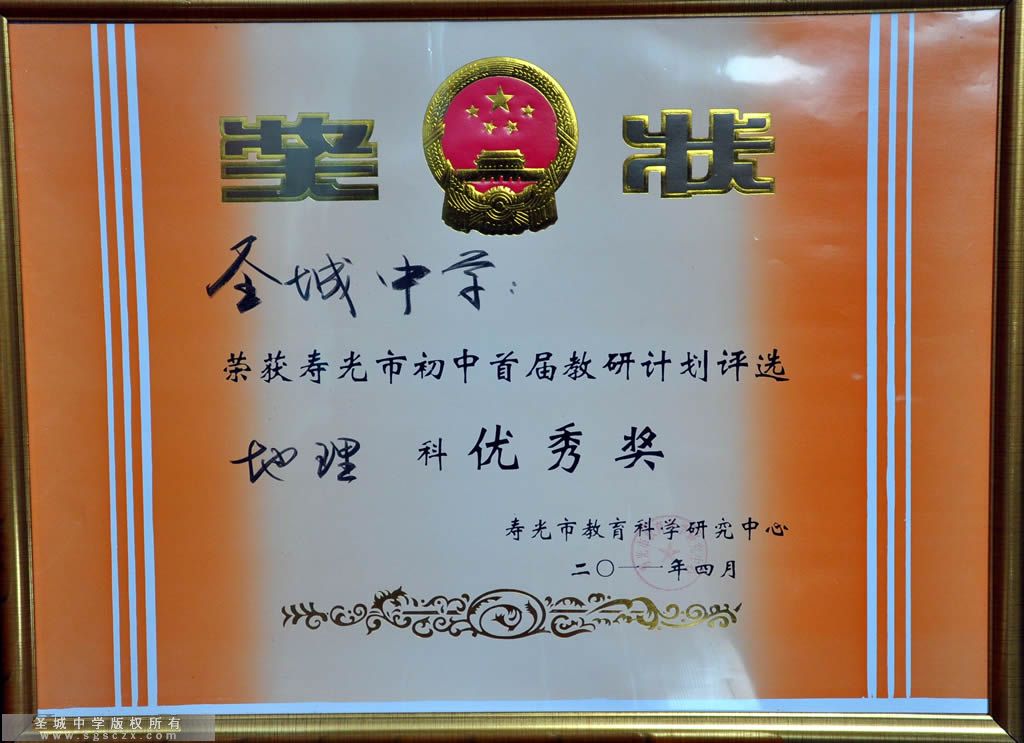 奖状
圣城中学:
荣获寿光市初中首届教研计划评选
地理 科 优秀奖
寿光市教育科学研究中心
二〇一一年四月
圣城中学版权所有
www.sgsczx.com